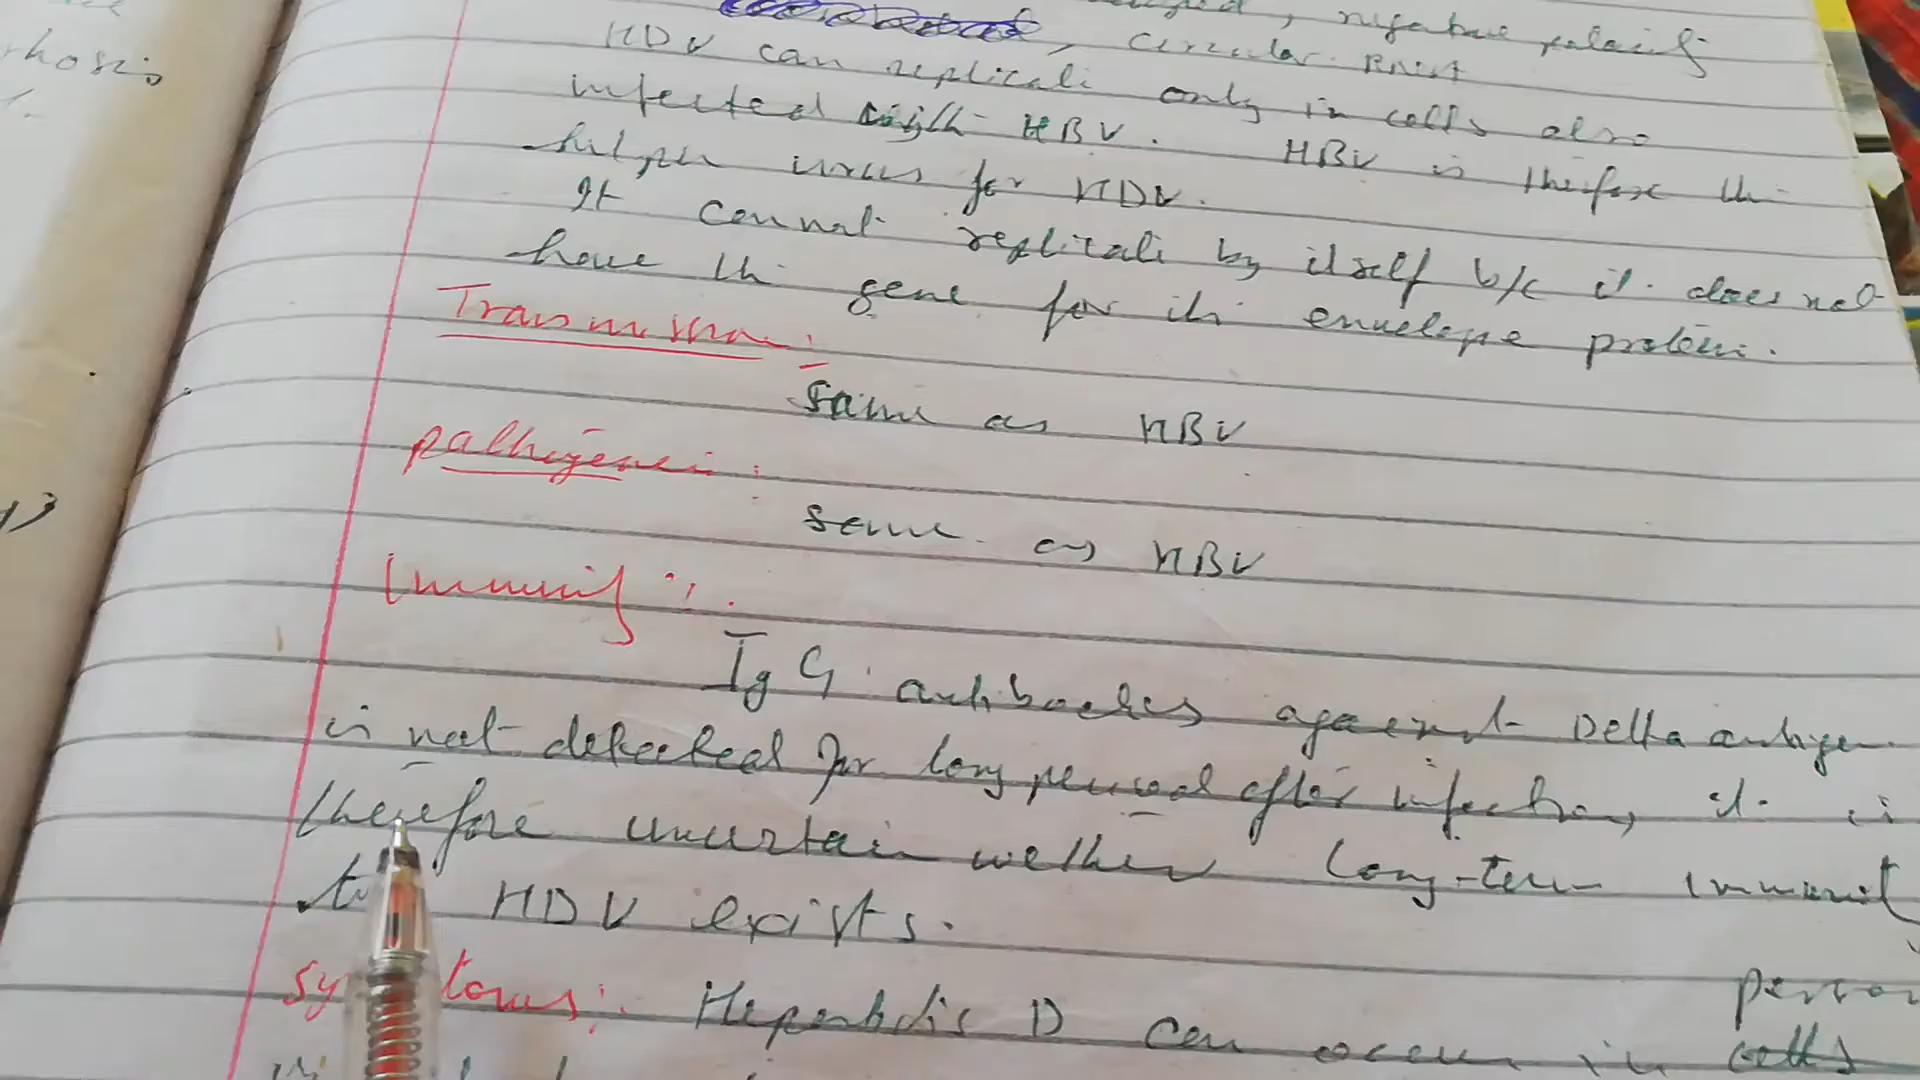 rhosis
, negative polarity
, circular RNA
HDV can replicate only in cells also
infected with HBV. HBV is therefore the
helper virus for HDV.
It cannot replicate by itself b/c it does not
have the gene for its envelope protein.
Transmission:
Same as HBV
pathogenesis:
same as HBV
Immunity:
IgG antibodies against Delta antigen
is not detected for long period after infection, it is
therefore uncertain wether long-term immunity
to HDV exists.
person
symptoms: Hepatitis D can occur in cells